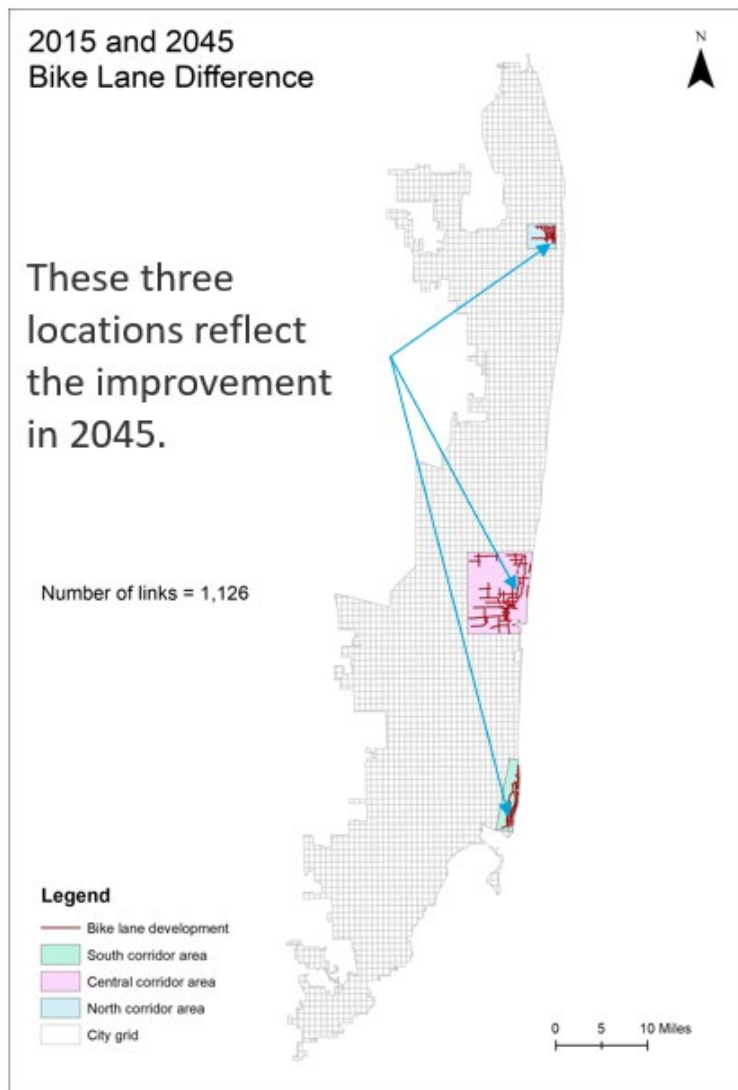 2015 and 2045
Bike Lane Difference
N
These three
locations reflect
the improvement
in 2045.
Number of links = 1,126
Legend
Bike lane development
South corridor area
Central corridor area
North corridor area
City grid
0 5 10 Miles